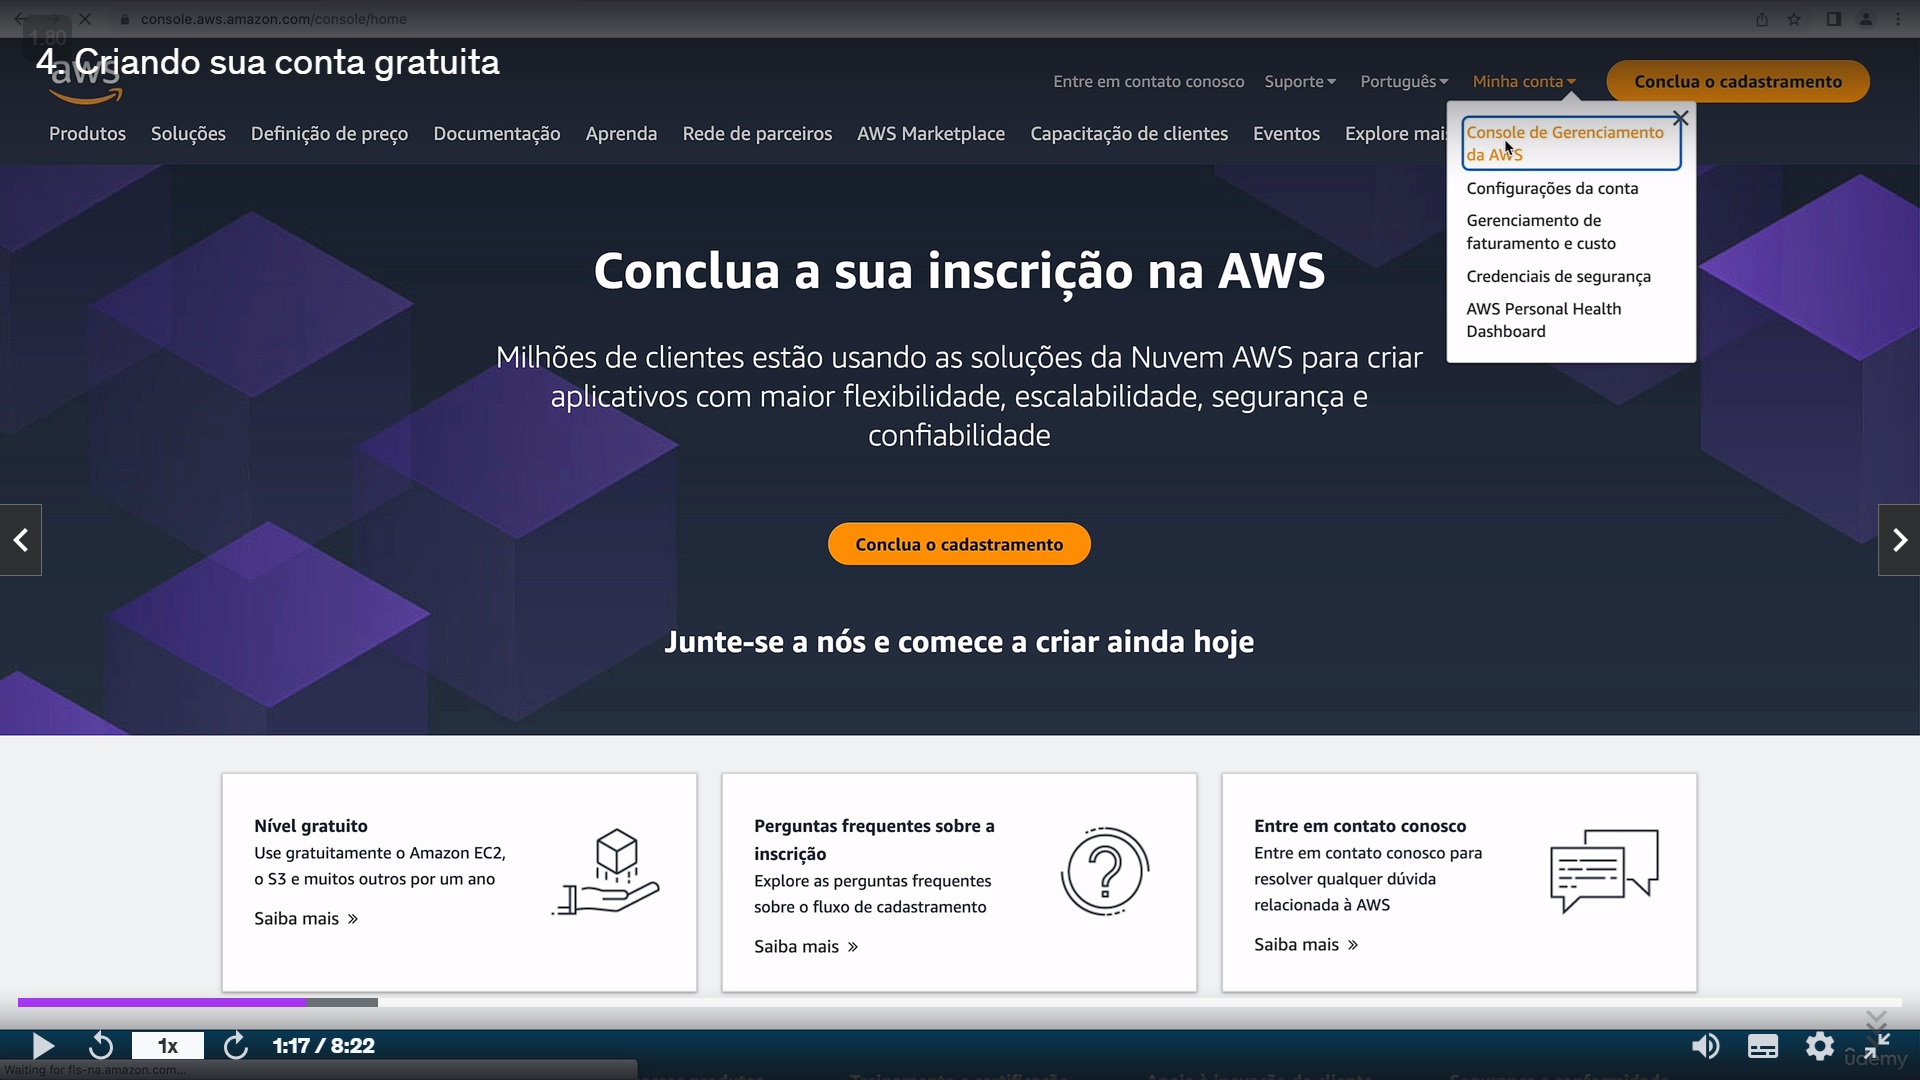 console.aws.amazon.com/console/home
1.80
4. Criando sua conta gratuita
aws
Entre em contato conosco
Suporte
Português
Minha conta
Conclua o cadastramento
Produtos
Soluções
Definição de preço
Documentação
Aprenda
Rede de parceiros
AWS Marketplace
Capacitação de clientes
Eventos
Explore mais
Console de Gerenciamento
da AWS
Configurações da conta
Gerenciamento de
faturamento e custo
Credenciais de segurança
AWS Personal Health
Dashboard
Conclua a sua inscrição na AWS
Milhões de clientes estão usando as soluções da Nuvem AWS para criar
aplicativos com maior flexibilidade, escalabilidade, segurança e
confiabilidade
Conclua o cadastramento
Junte-se a nós e comece a criar ainda hoje
Nível gratuito
Use gratuitamente o Amazon EC2,
o S3 e muitos outros por um ano
Saiba mais »
Perguntas frequentes sobre a
inscrição
Explore as perguntas frequentes
sobre o fluxo de cadastramento
Saiba mais »
Entre em contato conosco
Entre em contato conosco para
resolver qualquer dúvida
relacionada à AWS
Saiba mais »
1x
1:17 / 8:22
ûdemy
Waiting for fls-na.amazon.com...